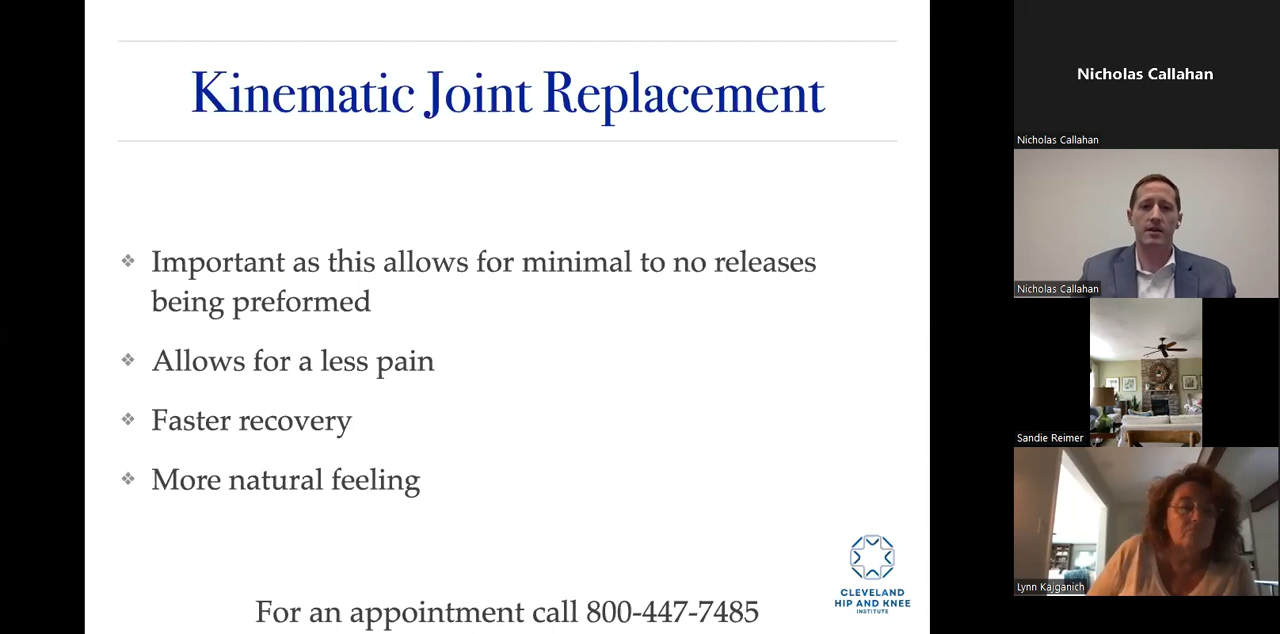 Kinematic Joint Replacement
Important as this allows for minimal to no releases
being preformed
Allows for a less pain
Faster recovery
More natural feeling
For an appointment call 800-447-7485
CLEVELAND
HIP AND KNEE
INSTITUTE
Nicholas Callahan
Nicholas Callahan
Nicholas Callahan
Sandie Reimer
Lynn Kajganich